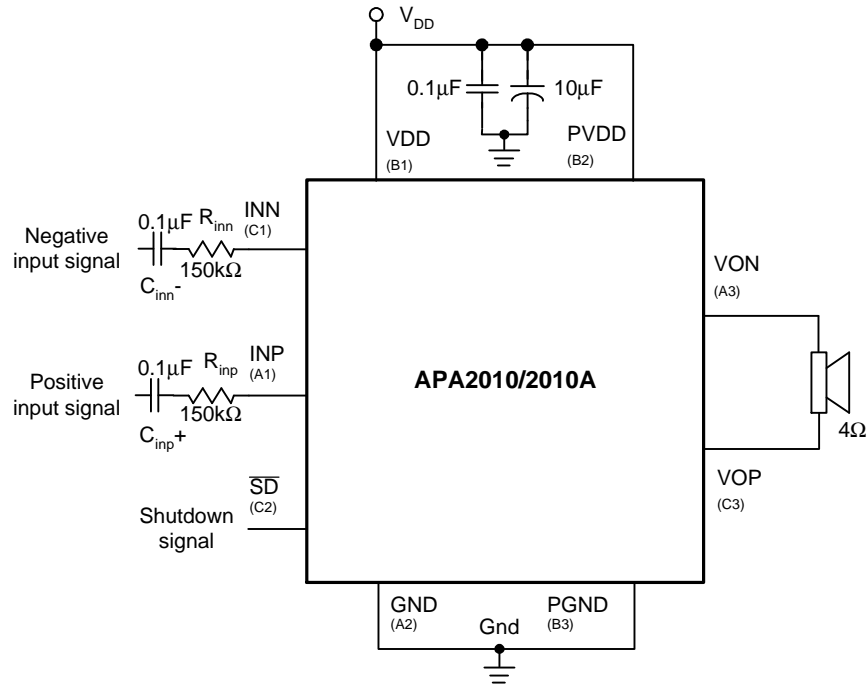 V_DD
0.1μF
10μF
VDD
(B1)
PVDD
(B2)
Negative
input signal
0.1μF
R_inn
INN
(C1)
150kΩ
C_inn-
VON
(A3)
Positive
input signal
0.1μF
R_inp
INP
(A1)
150kΩ
C_inp+
APA2010/2010A
4Ω
VOP
(C3)
Shutdown
signal
S̅D̅
(C2)
GND
(A2)
Gnd
PGND
(B3)